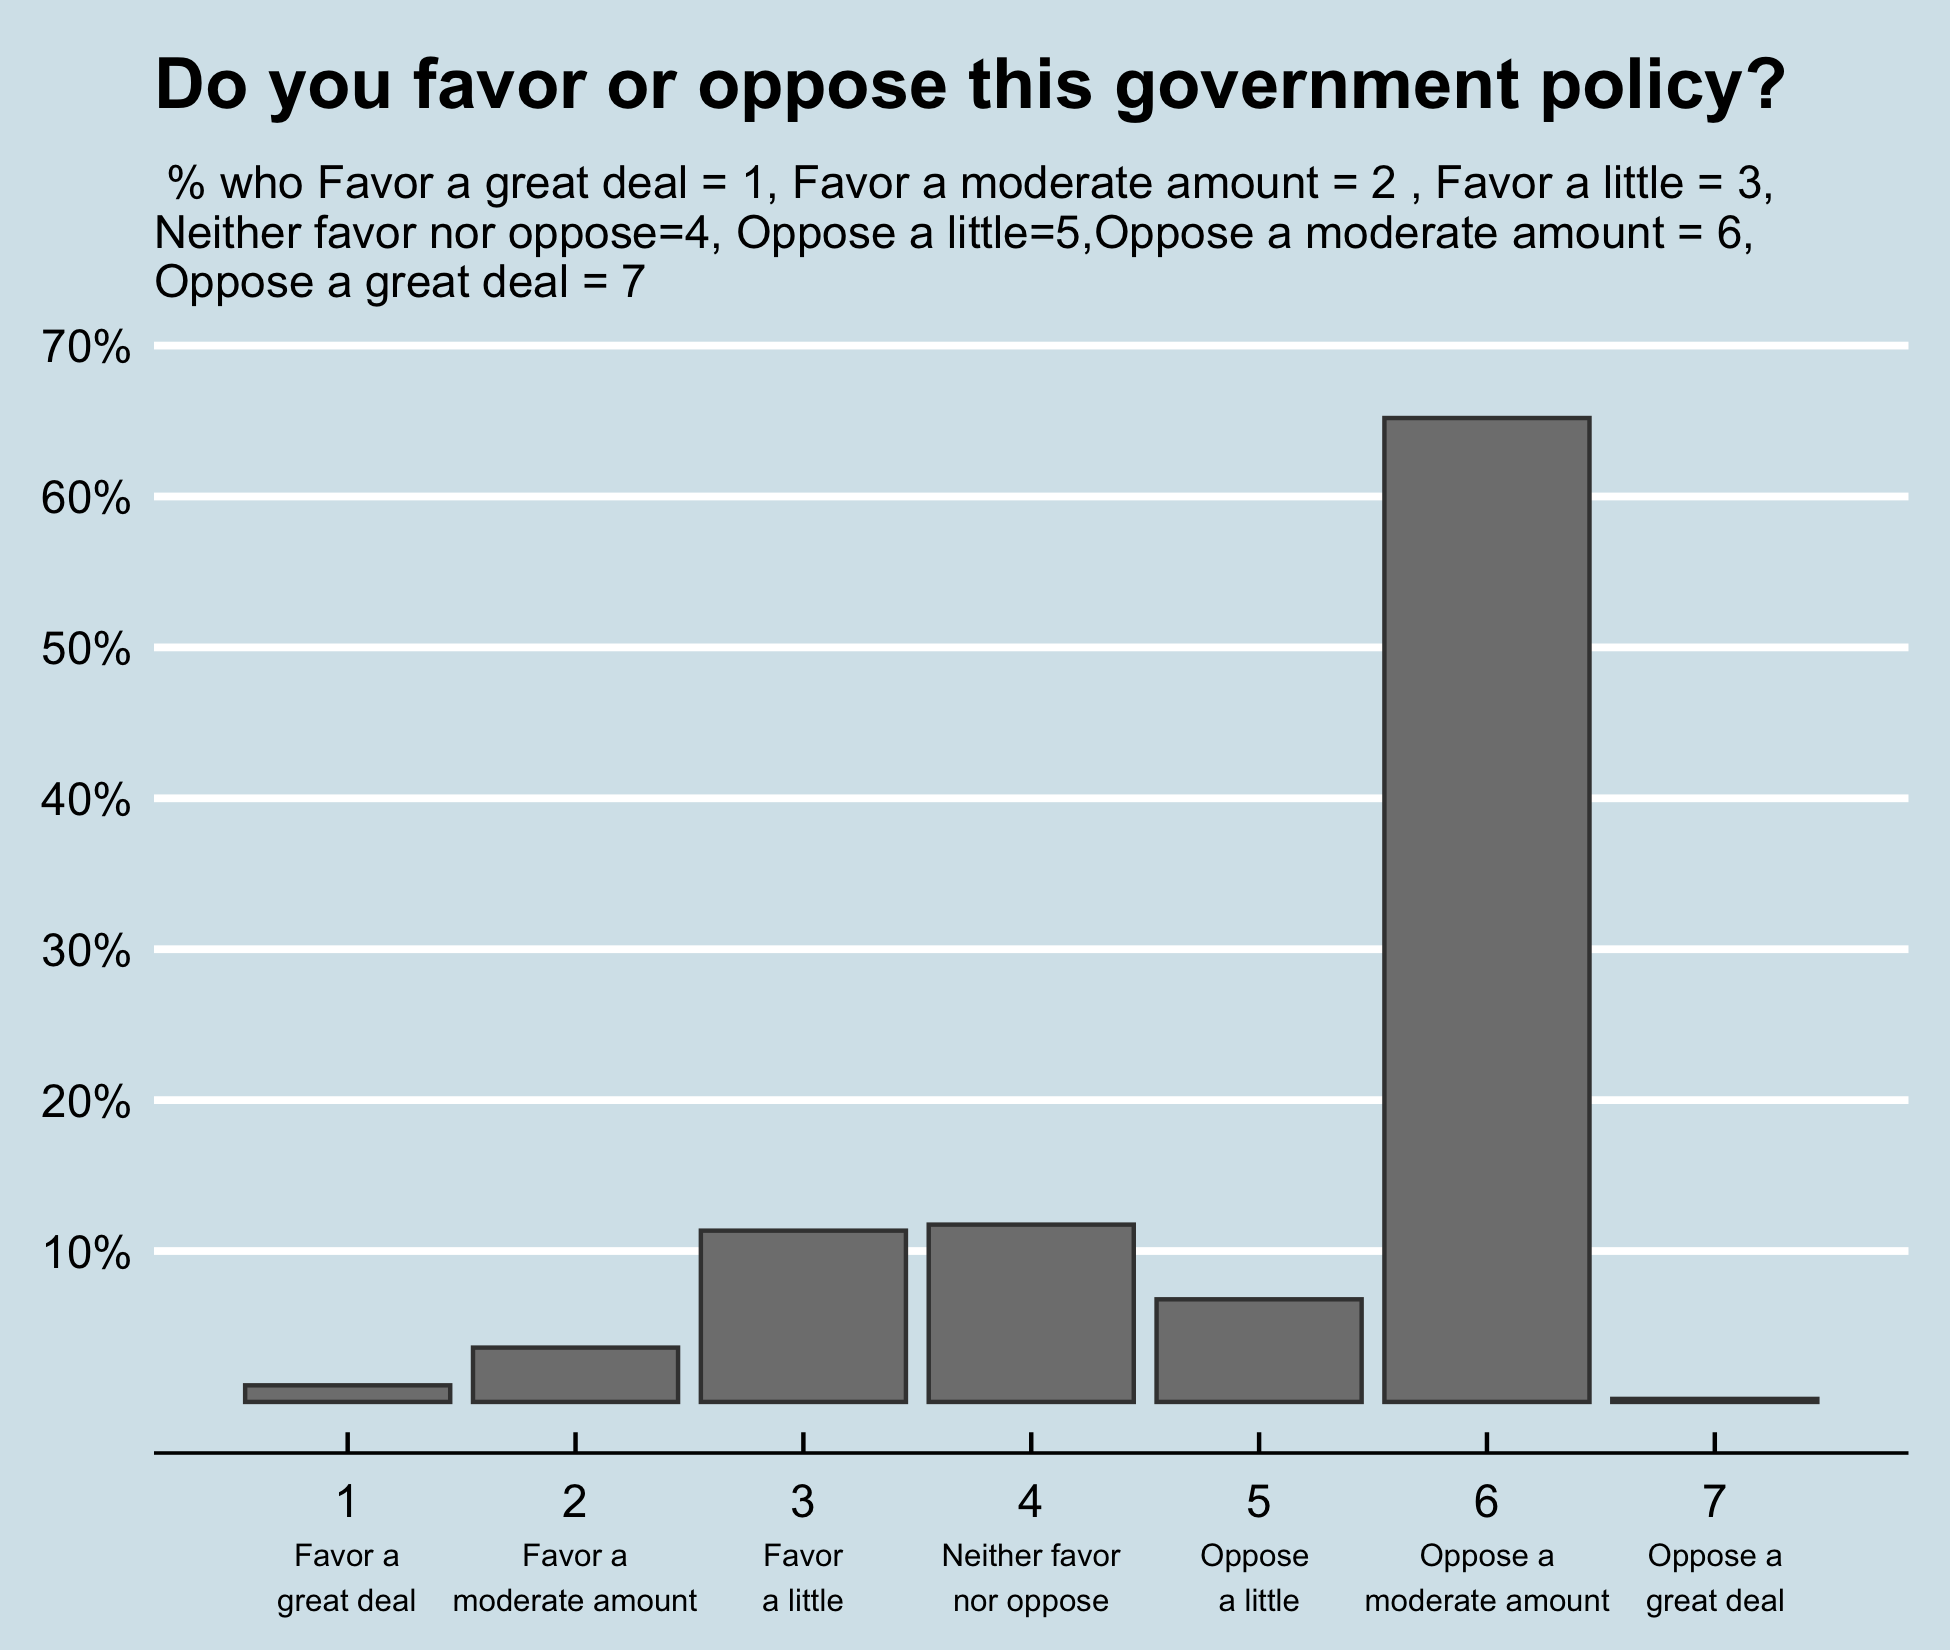 Do you favor or oppose this government policy?
% who Favor a great deal = 1, Favor a moderate amount = 2 , Favor a little = 3,
Neither favor nor oppose=4, Oppose a little=5,Oppose a moderate amount = 6,
Oppose a great deal = 7
70%
60%
50%
40%
30%
20%
10%
1 2 3 4 5 6 7
Favor a Favor a Favor Neither favor Oppose Oppose a Oppose a
great deal moderate amount a little nor oppose a little moderate amount great deal